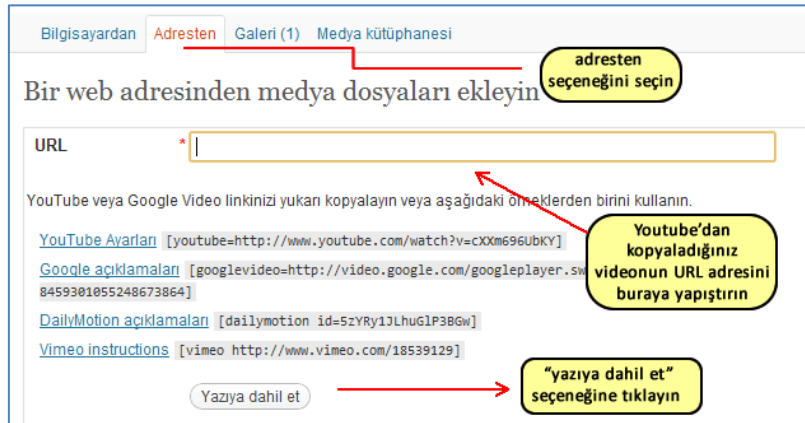 Bilgisayardan Adresten Galeri (1) Medya kütüphanesi
adresten
seçeneğini seçin
Bir web adresinden medya dosyaları ekleyin
URL *
YouTube veya Google Video linkinizi yukarı kopyalayın veya aşağıdaki örneklerden birini kullanın.
Youtube'dan
kopyaladığınız
videonun URL adresini
buraya yapıştırın
YouTube Ayarları [youtube=http://www.youtube.com/watch?v=cXXm696UbKY]
Google açıklamaları [googlevideo=http://video.google.com/googleplayer.sw
8459301055248673864]
DailyMotion açıklamaları [dailymotion id=5zYRy1JLhuGlP3BGw]
Vimeo instructions [vimeo http://www.vimeo.com/18539129]
Yazıya dahil et
"yazıya dahil et"
seçeneğine tıklayın